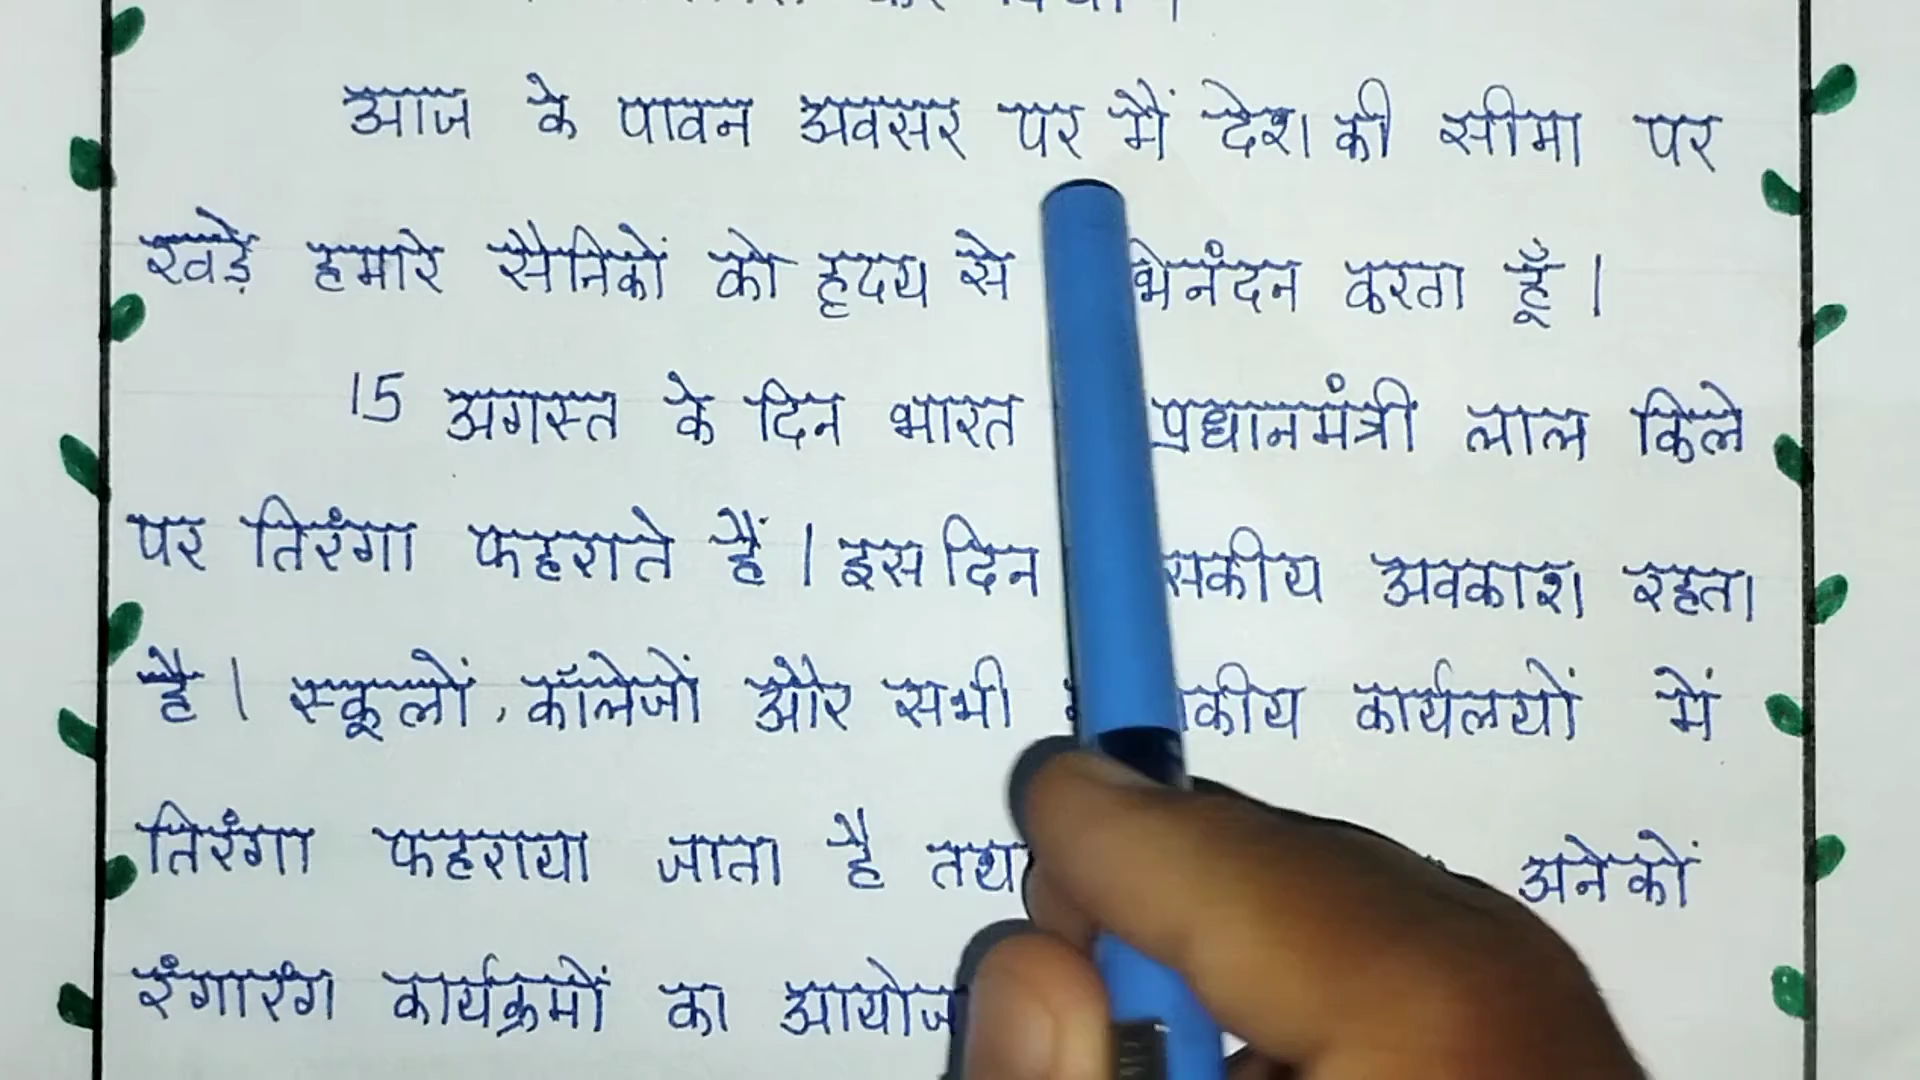 दिया।
आज के पावन अवसर पर मैं देश की सीमा पर
खड़े हमारे सैनिकों को हृदय से भिनंदन करता हूँ।
15 अगस्त के दिन भारत प्रधानमंत्री लाल किले
पर तिरंगा फहराते हैं। इस दिन सकीय अवकाश रहता
है। स्कूलों, कॉलेजों और सभी कीय कार्यलयों में
तिरंगा फहराया जाता है तथा अनेकों
रंगारंग कार्यक्रमों का आयोज